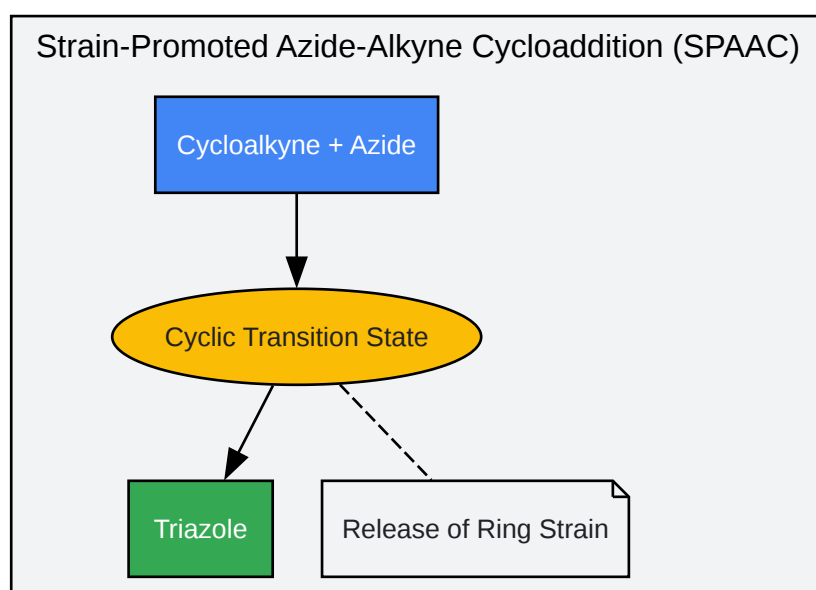 Strain-Promoted Azide-Alkyne Cycloaddition (SPAAC)
Cycloalkyne + Azide
Cyclic Transition State
Triazole
Release of Ring Strain